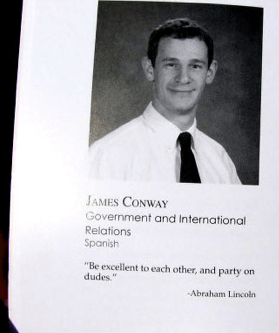 JAMES CONWAY
Government and International
Relations
Spanish
"Be excellent to each other, and party on
dudes."
-Abraham Lincoln